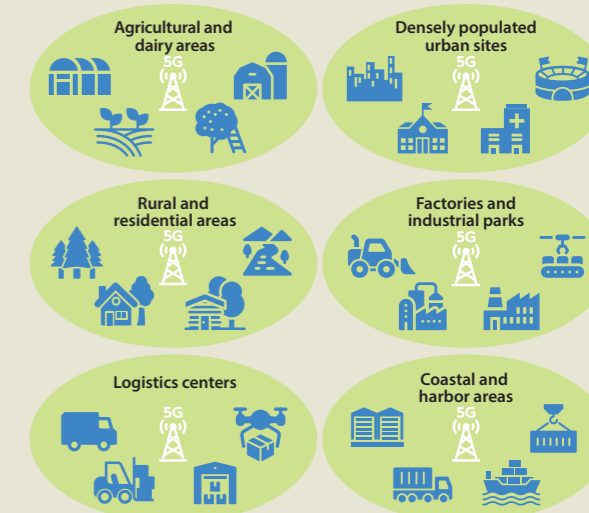 Agricultural and
dairy areas
5G
Densely populated
urban sites
5G
Rural and
residential areas
5G
Factories and
industrial parks
5G
Logistics centers
5G
Coastal and
harbor areas
5G